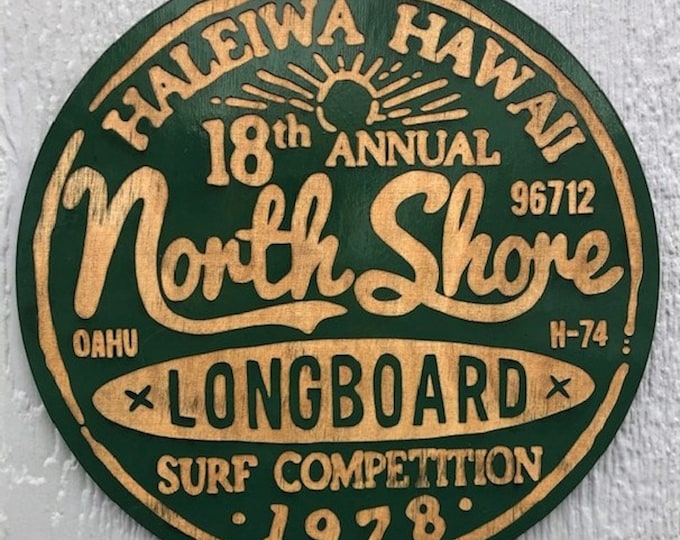 HALEIWA HAWAII
18th ANNUAL
North Shore
96712
OAHU
H-74
× LONGBOARD ×
SURF COMPETITION
· 1978 ·